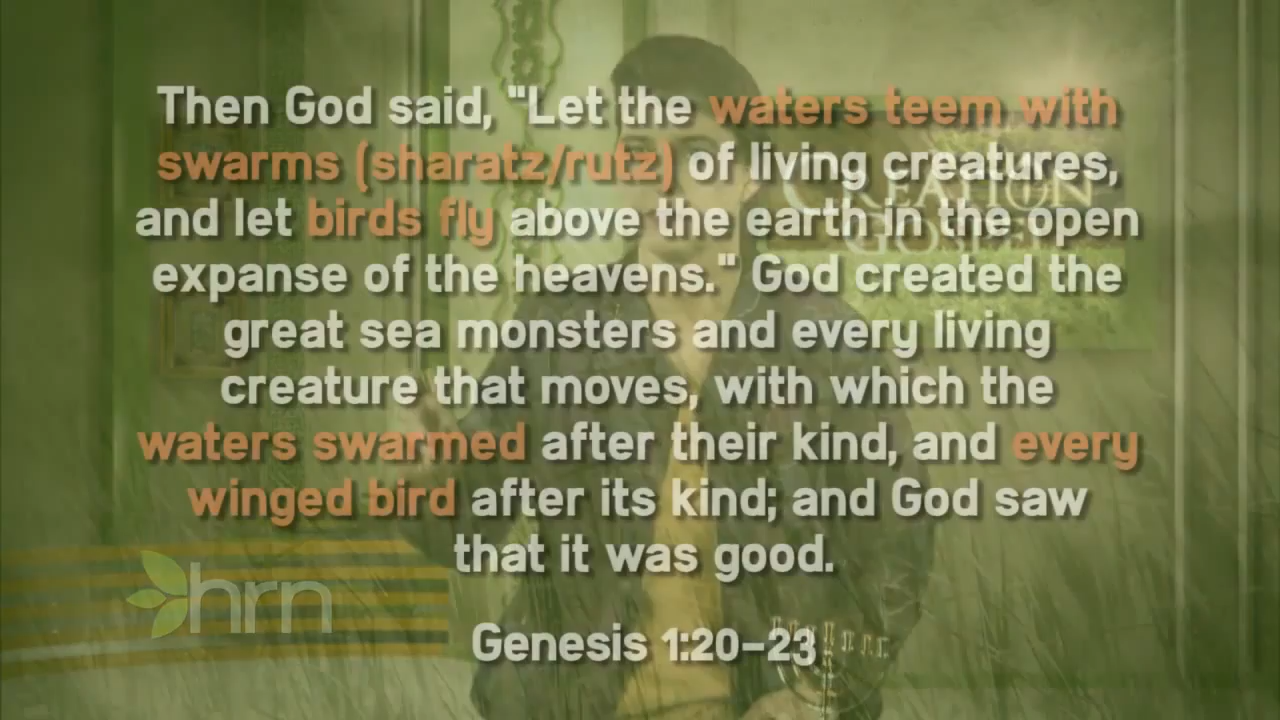 Then God said, "Let the waters teem with
swarms (sharatz/rutz) of living creatures,
and let birds fly above the earth in the open
expanse of the heavens." God created the
great sea monsters and every living
creature that moves, with which the
waters swarmed after their kind, and every
winged bird after its kind; and God saw
that it was good.
Genesis 1:20-23
CREATION
GOSPEL
hrn